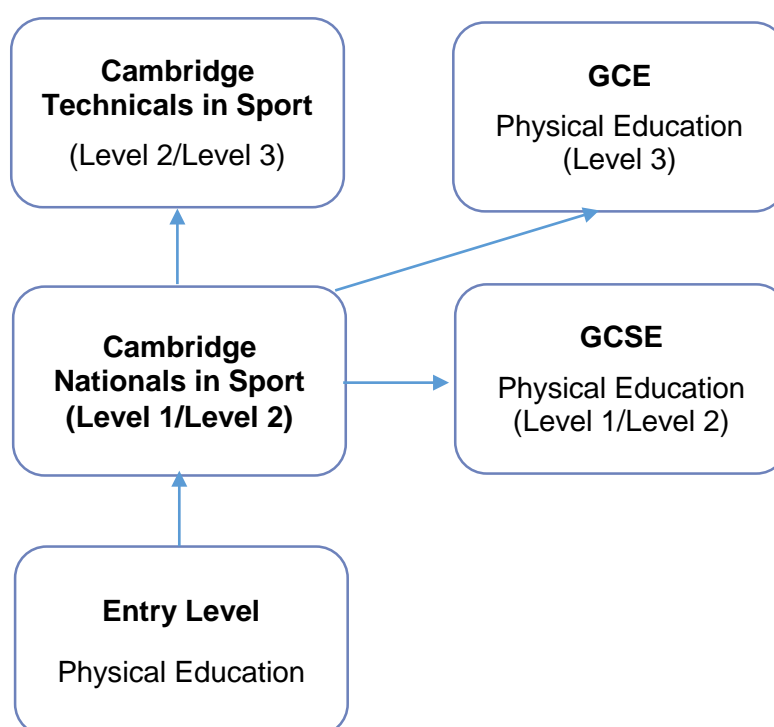 Cambridge
Technicals in Sport
(Level 2/Level 3)
GCE
Physical Education
(Level 3)
Cambridge
Nationals in Sport
(Level 1/Level 2)
GCSE
Physical Education
(Level 1/Level 2)
Entry Level
Physical Education